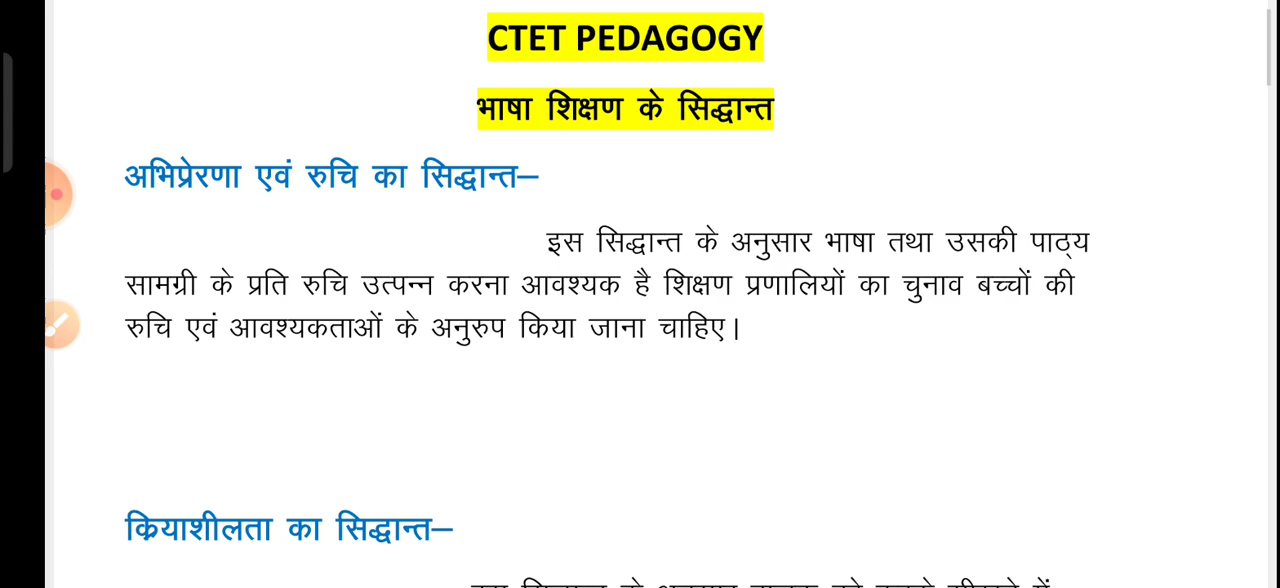 CTET PEDAGOGY
भाषा शिक्षण के सिद्धान्त
अभिप्रेरणा एवं रुचि का सिद्धान्त–
इस सिद्धान्त के अनुसार भाषा तथा उसकी पाठ्य
सामग्री के प्रति रुचि उत्पन्न करना आवश्यक है शिक्षण प्रणालियों का चुनाव बच्चों की
रुचि एवं आवश्यकताओं के अनुरुप किया जाना चाहिए।
क्रियाशीलता का सिद्धान्त–